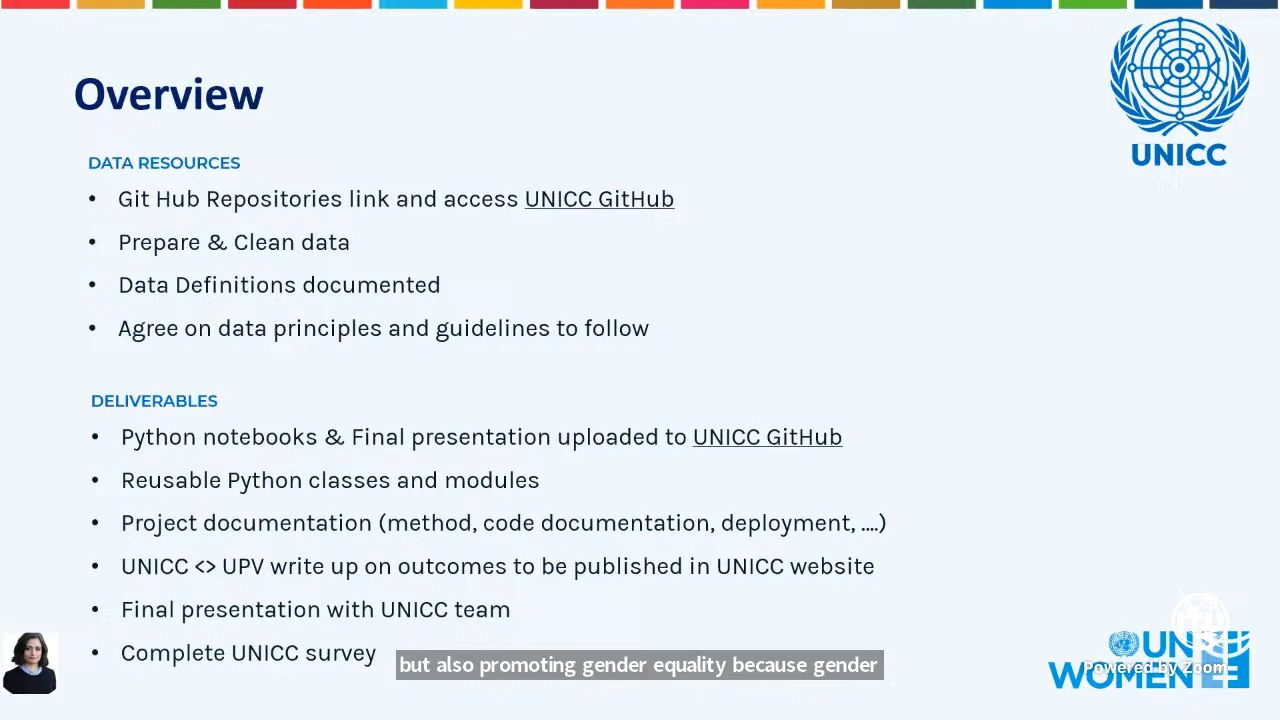 Overview
UNICC
DATA RESOURCES
• Git Hub Repositories link and access UNICC GitHub
• Prepare & Clean data
• Data Definitions documented
• Agree on data principles and guidelines to follow
DELIVERABLES
• Python notebooks & Final presentation uploaded to UNICC GitHub
• Reusable Python classes and modules
• Project documentation (method, code documentation, deployment, ....)
• UNICC <> UPV write up on outcomes to be published in UNICC website
• Final presentation with UNICC team
• Complete UNICC survey
but also promoting gender equality because gender
ITU
UN
WOMEN
Powered by Zoom